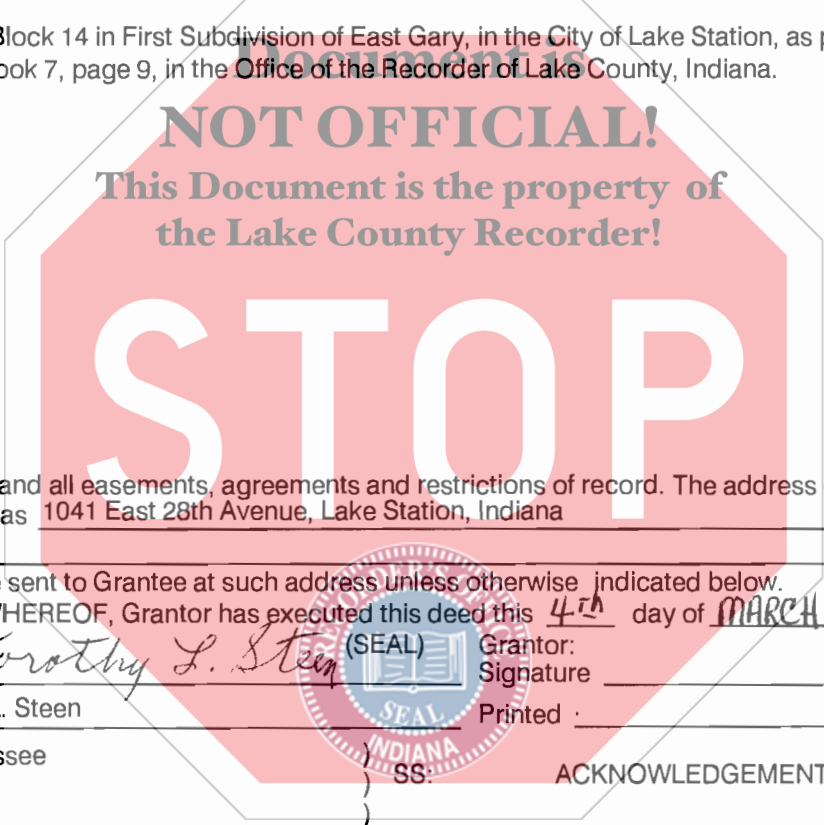 Block 14 in First Subdivision of East Gary, in the City of Lake Station, as p
ook 7, page 9, in the Office of the Recorder of Lake County, Indiana.
Document is
NOT OFFICIAL!
This Document is the property of
the Lake County Recorder!
STOP
and all easements, agreements and restrictions of record. The address
as 1041 East 28th Avenue, Lake Station, Indiana
sent to Grantee at such address unless otherwise indicated below.
HEREOF, Grantor has executed this deed this 4th day of MARCH
orothy L. Steen (SEAL) Grantor:
Signature
. Steen Printed
RECORDER'S OFFICE
SEAL
INDIANA
ssee
) SS: ACKNOWLEDGEMENT
)